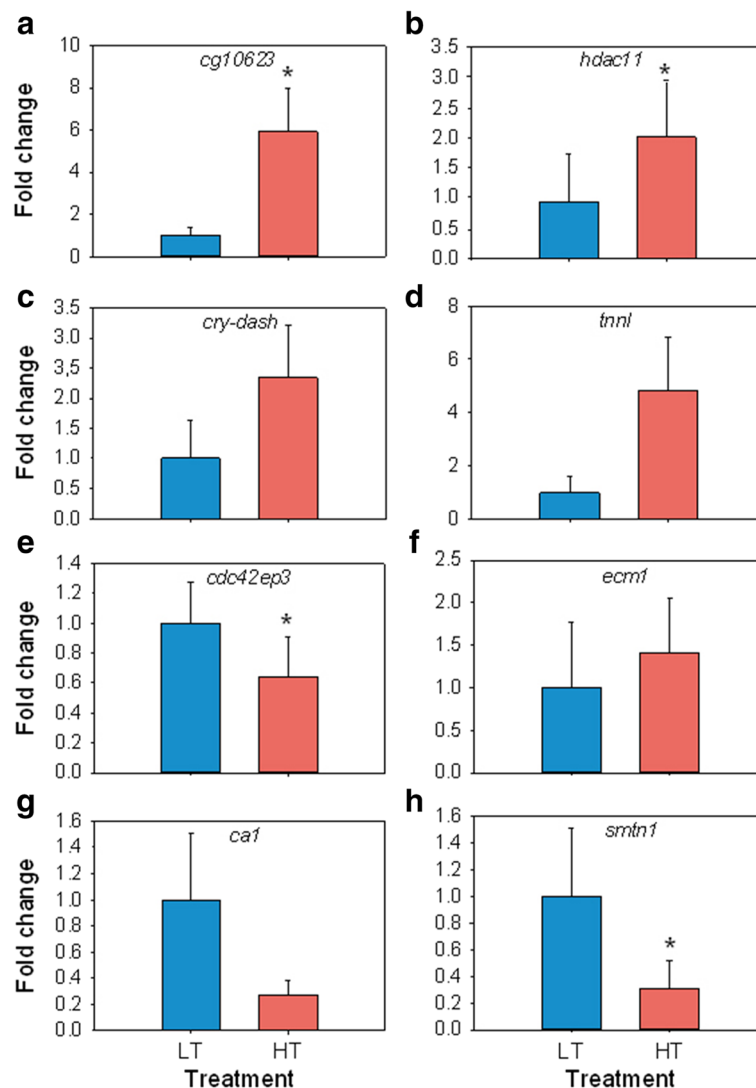 a
cg10623
Fold change
10
8
6
4
2
0
*
b
hdac11
3.5
3.0
2.5
2.0
1.5
1.0
0.5
0.0
*
c
cry-dash
Fold change
3.5
3.0
3,5
2.0
1.5
1.0
0.5
0.0
d
tnnl
8
6
4
2
0
e
cdc42ep3
Fold change
1.4
1.2
1.0
0.8
0.6
0.4
0.2
0.0
*
f
ecm1
2.5
2.0
1.5
1.0
0.5
0.0
g
ca1
Fold change
1.6
1.4
1.2
1.0
0.8
0.6
0.4
0.2
0.0
LT HT
Treatment
h
smtn1
1.6
1.4
1.2
1.0
0.8
0.6
0.4
0.2
0.0
*
LT HT
Treatment